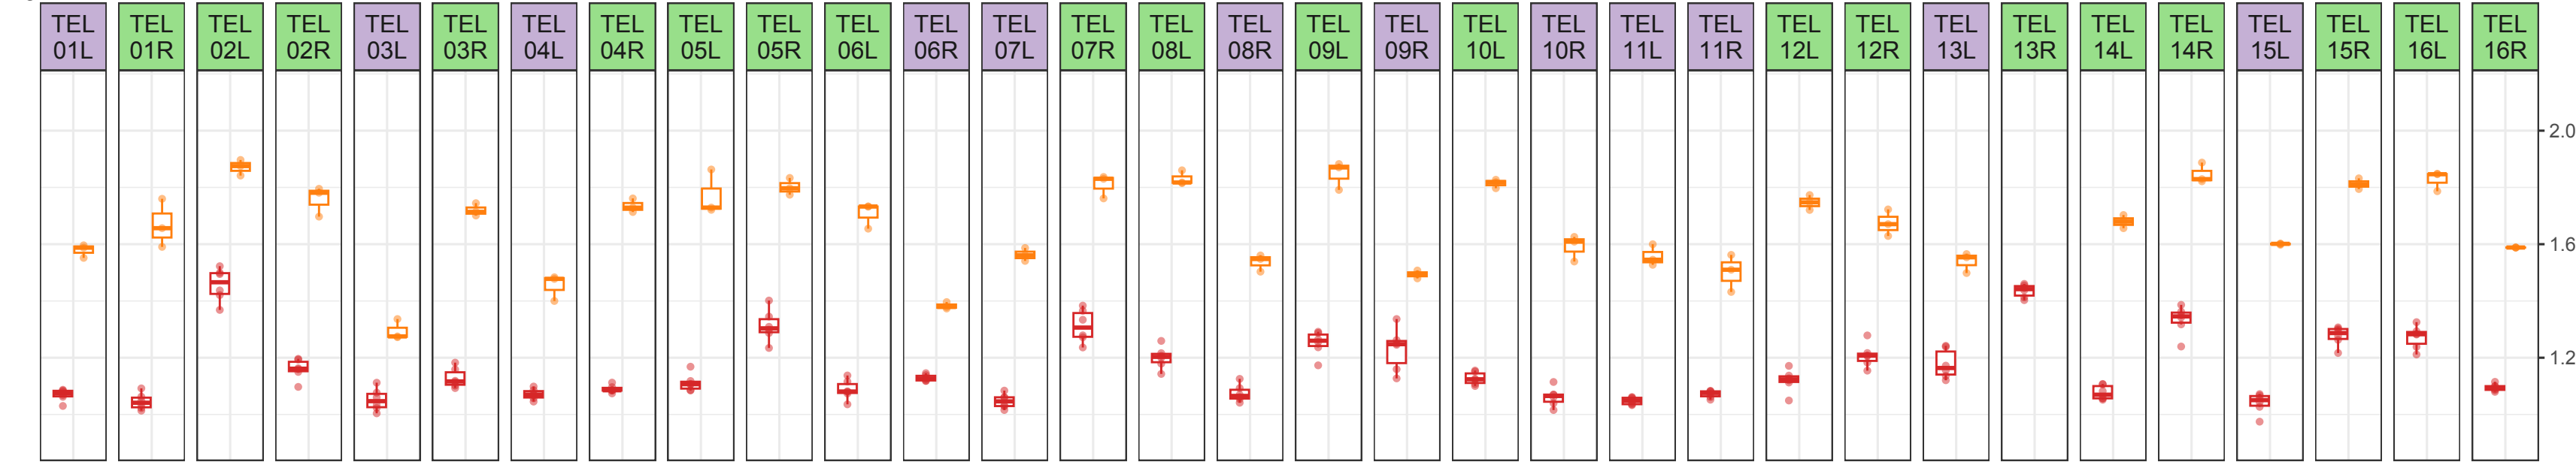 TEL 01L
TEL 01R
TEL 02L
TEL 02R
TEL 03L
TEL 03R
TEL 04L
TEL 04R
TEL 05L
TEL 05R
TEL 06L
TEL 06R
TEL 07L
TEL 07R
TEL 08L
TEL 08R
TEL 09L
TEL 09R
TEL 10L
TEL 10R
TEL 11L
TEL 11R
TEL 12L
TEL 12R
TEL 13L
TEL 13R
TEL 14L
TEL 14R
TEL 15L
TEL 15R
TEL 16L
TEL 16R
2.0
1.6
1.2